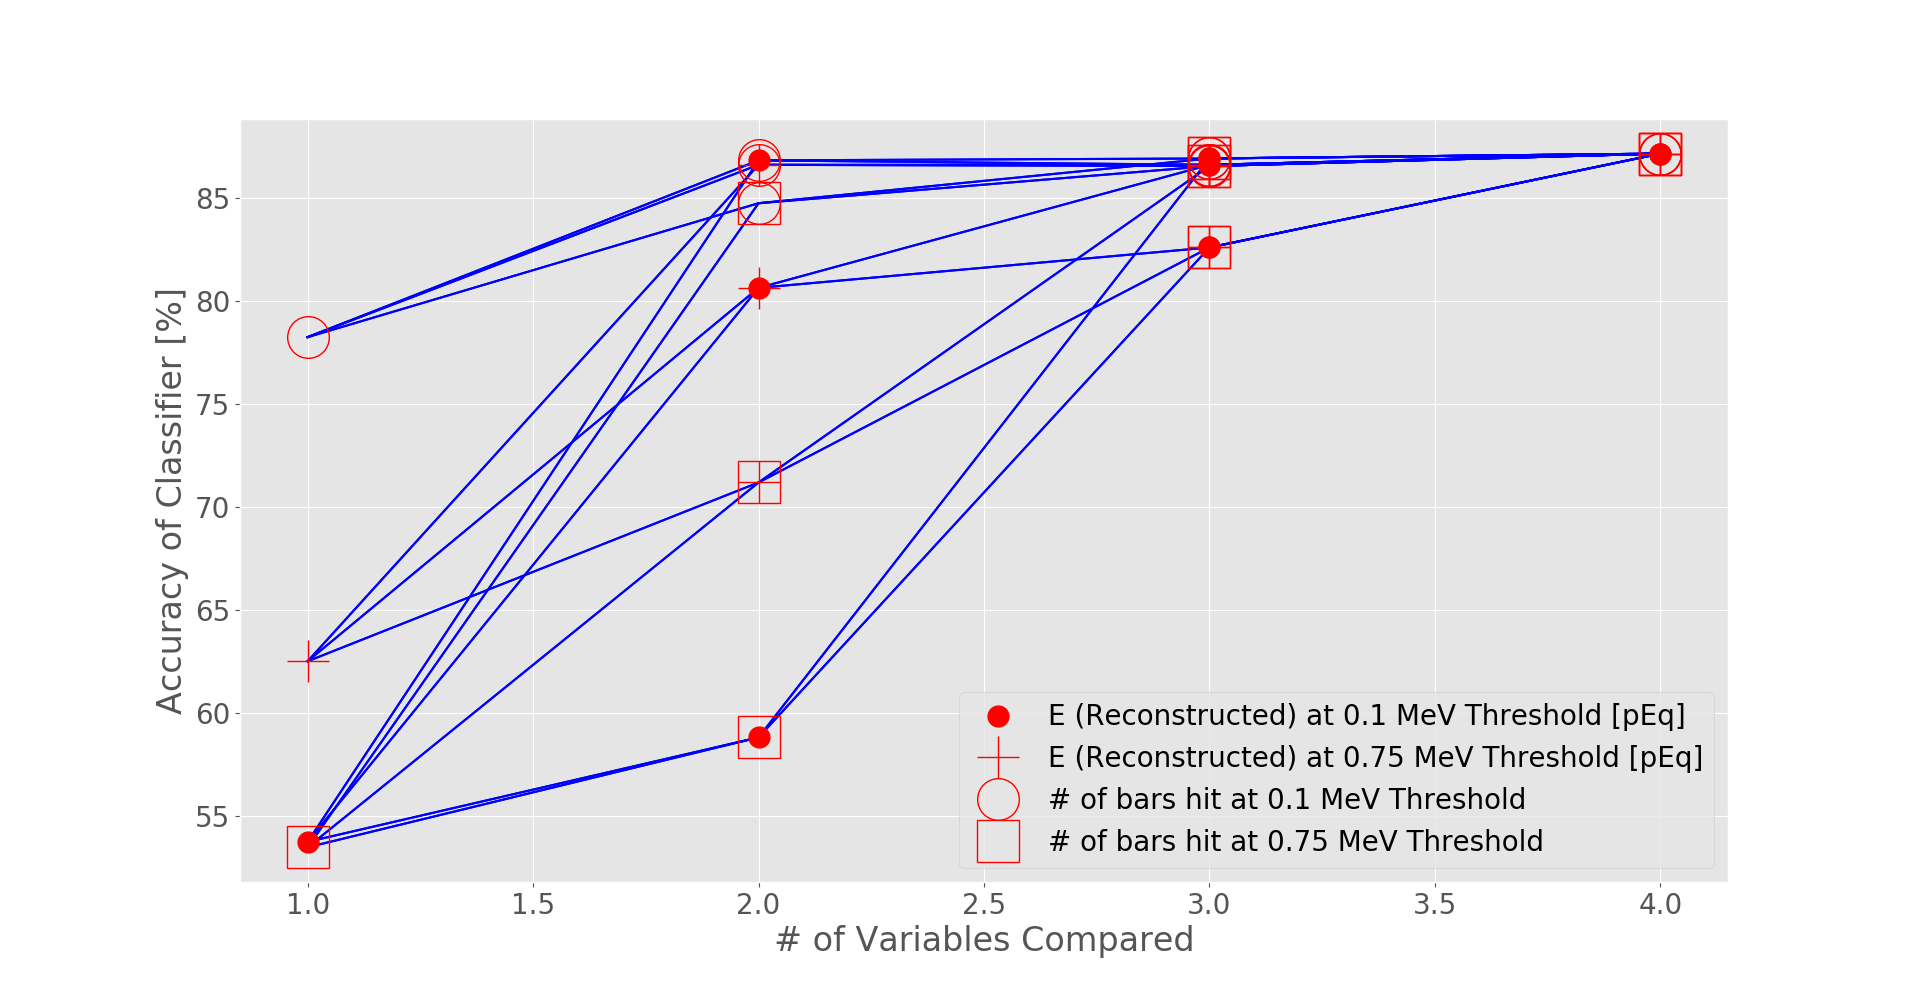 Accuracy of Classifier [%]
85
80
75
70
65
60
55
E (Reconstructed) at 0.1 MeV Threshold [pEq]
E (Reconstructed) at 0.75 MeV Threshold [pEq]
# of bars hit at 0.1 MeV Threshold
# of bars hit at 0.75 MeV Threshold
1.0 1.5 2.0 2.5 3.0 3.5 4.0
# of Variables Compared